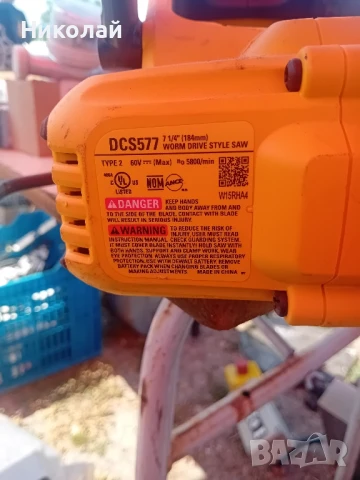 Николай
DCS577 7 1/4" (184mm)
WORM DRIVE STYLE SAW
TYPE 2 60V (Max) n₀ 5800/min
C UL US
LISTED
NOM ANCE
W15RHA4
DANGER KEEP HANDS
AND BODY AWAY FROM AND
TO THE SIDE OF THE BLADE. CONTACT WITH BLADE
WILL RESULT IN SERIOUS INJURY.
WARNING TO REDUCE THE RISK OF
INJURY, USER MUST READ
INSTRUCTION MANUAL. CHECK GUARDING SYSTEM
IT MUST COVER BLADE INSTANTLY! HOLD SAW WITH
BOTH HANDS. SUPPORT AND CLAMP WORK. WEAR
EYE PROTECTION. ALWAYS USE PROPER RESPIRATORY
PROTECTION. USE WITH DEWALT BATTERY. REMOVE
BATTERY PACK WHEN CHANGING BLADES OR
MAKING ADJUSTMENTS MADE IN CHINA
BAZAR